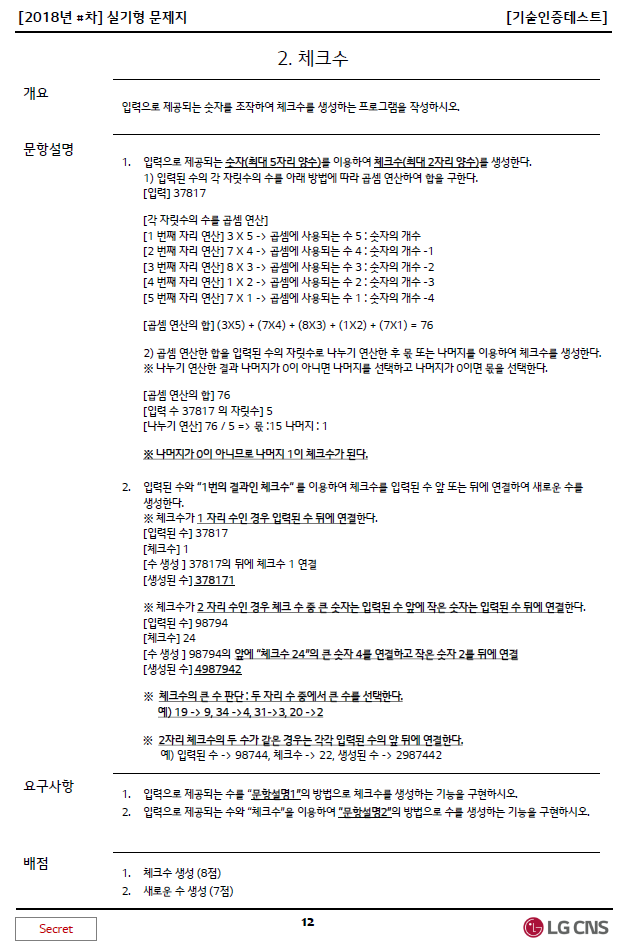 [2018년 #차] 실기형 문제지
[기술인증테스트]
2. 체크수
개요
입력으로 제공되는 숫자를 조작하여 체크수를 생성하는 프로그램을 작성하시오.
문항설명
1. 입력으로 제공되는 숫자(최대 5자리 양수)를 이용하여 체크수(최대 2자리 양수)를 생성한다.
1) 입력된 수의 각 자릿수의 수를 아래 방법에 따라 곱셈 연산하여 합을 구한다.
[입력] 37817
[각 자릿수의 수를 곱셈 연산]
[1 번째 자리 연산] 3 X 5 -> 곱셈에 사용되는 수 5 : 숫자의 개수
[2 번째 자리 연산] 7 X 4 -> 곱셈에 사용되는 수 4 : 숫자의 개수 -1
[3 번째 자리 연산] 8 X 3 -> 곱셈에 사용되는 수 3 : 숫자의 개수 -2
[4 번째 자리 연산] 1 X 2 -> 곱셈에 사용되는 수 2 : 숫자의 개수 -3
[5 번째 자리 연산] 7 X 1 -> 곱셈에 사용되는 수 1 : 숫자의 개수 -4
[곱셈 연산의 합] (3X5) + (7X4) + (8X3) + (1X2) + (7X1) = 76
2) 곱셈 연산한 합을 입력된 수의 자릿수로 나누기 연산한 후 몫 또는 나머지를 이용하여 체크수를 생성한다.
※ 나누기 연산한 결과 나머지가 0이 아니면 나머지를 선택하고 나머지가 0이면 몫을 선택한다.
[곱셈 연산의 합] 76
[입력 수 37817 의 자릿수] 5
[나누기 연산] 76 / 5 => 몫 :15 나머지 : 1
※ 나머지가 0이 아니므로 나머지 1이 체크수가 된다.
2. 입력된 수와 “1번의 결과인 체크수” 를 이용하여 체크수를 입력된 수 앞 또는 뒤에 연결하여 새로운 수를
생성한다.
※ 체크수가 1 자리 수인 경우 입력된 수 뒤에 연결한다.
[입력된 수] 37817
[체크수] 1
[수 생성 ] 37817의 뒤에 체크수 1 연결
[생성된 수] 378171
※ 체크수가 2 자리 수인 경우 체크 수 중 큰 숫자는 입력된 수 앞에 작은 숫자는 입력된 수 뒤에 연결한다.
[입력된 수] 98794
[체크수] 24
[수 생성 ] 98794의 앞에 “체크수 24”의 큰 숫자 4를 연결하고 작은 숫자 2를 뒤에 연결
[생성된 수] 4987942
※ 체크수의 큰 수 판단 : 두 자리 수 중에서 큰 수를 선택한다.
예) 19 -> 9, 34 ->4, 31->3, 20 ->2
※ 2자리 체크수의 두 수가 같은 경우는 각각 입력된 수의 앞 뒤에 연결한다.
예) 입력된 수 -> 98744, 체크수 -> 22, 생성된 수 -> 2987442
요구사항
1. 입력으로 제공되는 수를 “문항설명1”의 방법으로 체크수를 생성하는 기능을 구현하시오.
2. 입력으로 제공되는 수와 “체크수”을 이용하여 “문항설명2”의 방법으로 수를 생성하는 기능을 구현하시오.
배점
1. 체크수 생성 (8점)
2. 새로운 수 생성 (7점)
Secret
12
LG CNS